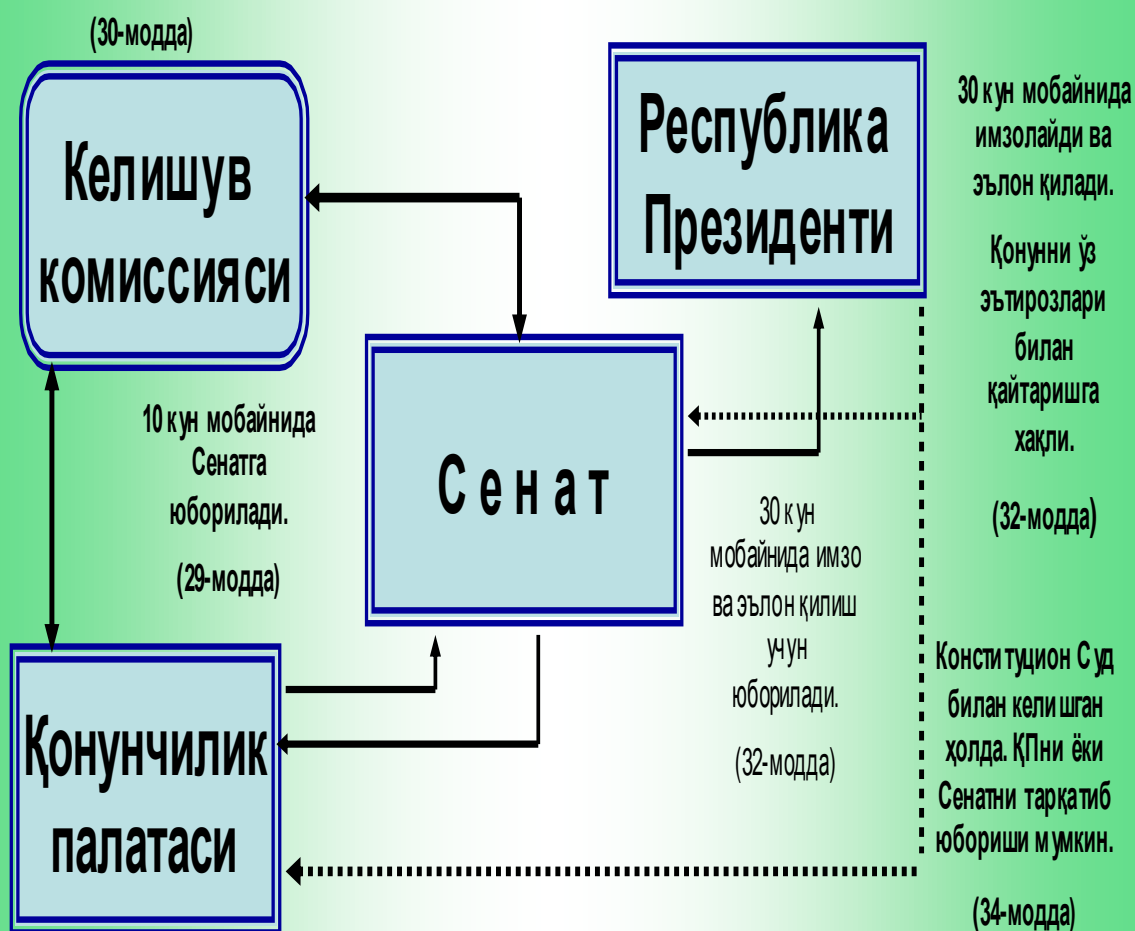 (30-модда)
Келишув
комиссияси
Республика
Президенти
30 кун мобайнида
имзолайди ва
эълон қилади.
Қонунни ўз
эътирозлари
билан
қайтаришга
хақли.
(32-модда)
10 кун мобайнида
Сенатга
юборилади.
(29-модда)
Сенат
30 кун
мобайнида имзо
ва эълон қилиш
учун
юборилади.
(32-модда)
Қонунчилик
палатаси
Конституцион Суд
билан келишган
ҳолда. ҚПни ёки
Сенатни тарқатиб
юбориши мумкин.
(34-модда)